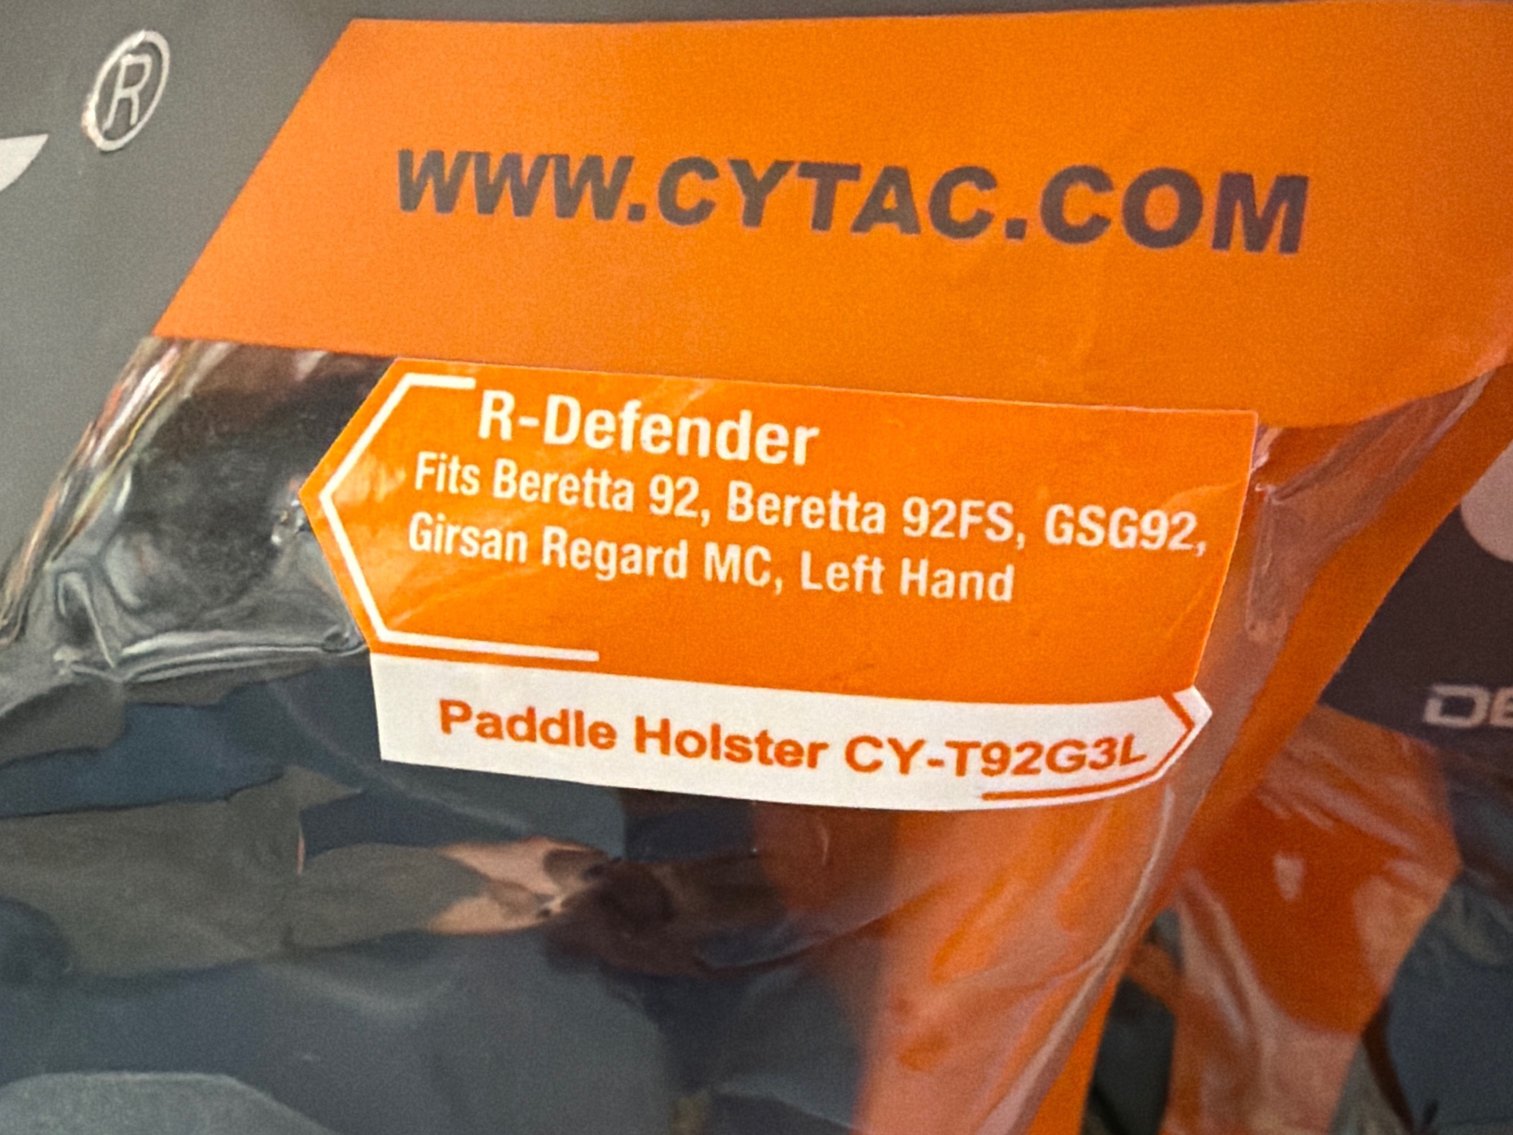 ®
WWW.CYTAC.COM
R-Defender
Fits Beretta 92, Beretta 92FS, GSG92,
Girsan Regard MC, Left Hand
Paddle Holster CY-T92G3L